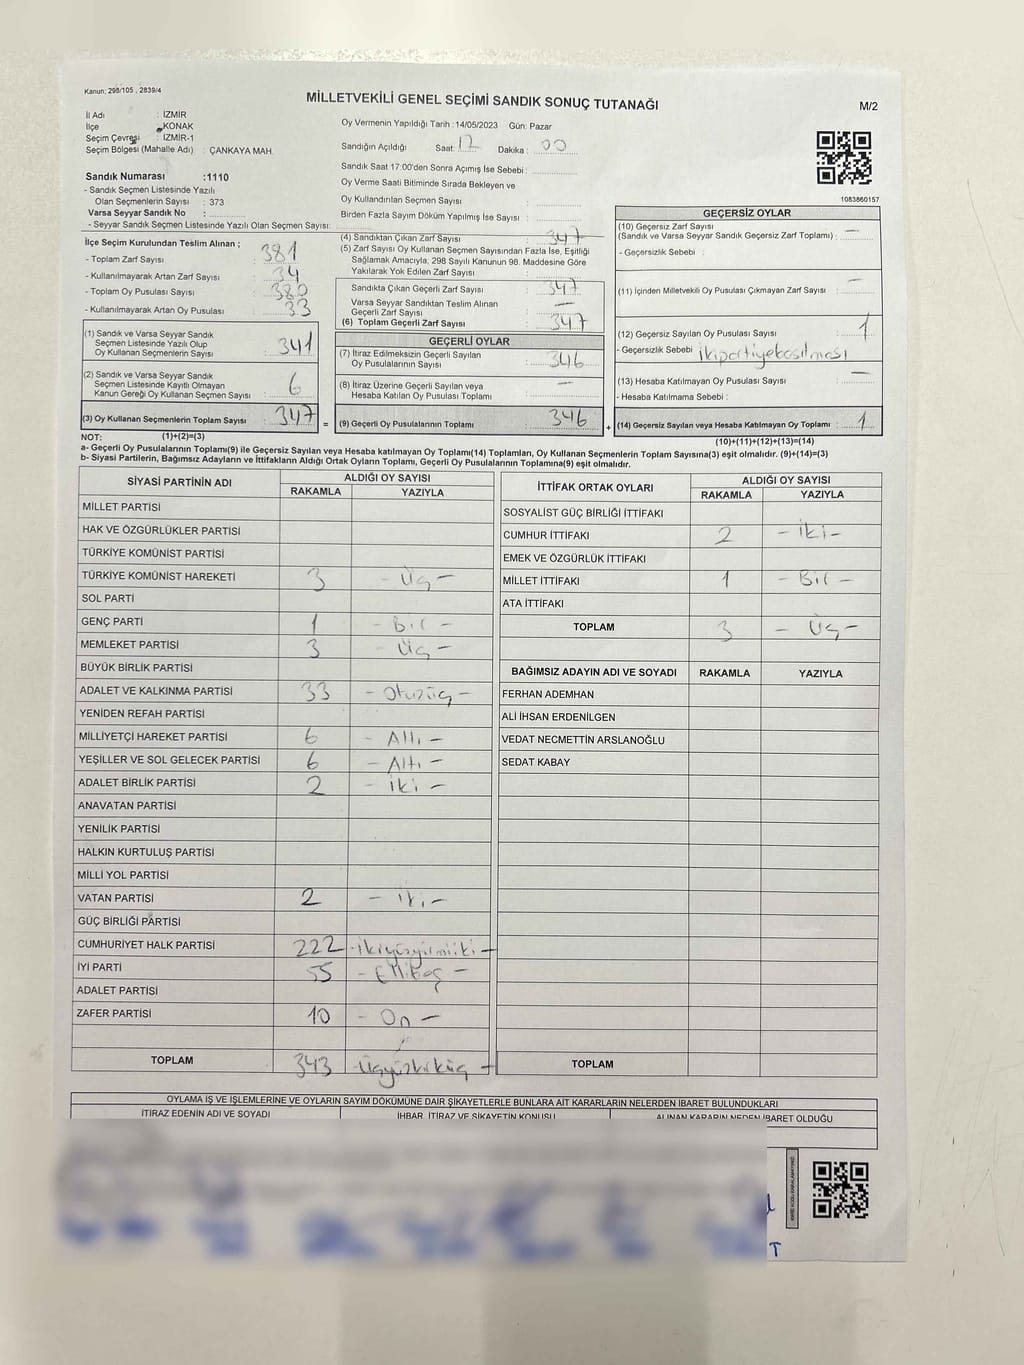 Kanun: 298/105 , 2839/4
MİLLETVEKİLİ GENEL SEÇİMİ SANDIK SONUÇ TUTANAĞI
M/2
İl Adı : İZMİR
İlçe : KONAK
Seçim Çevresi : İZMİR-1
Seçim Bölgesi (Mahalle Adı) : ÇANKAYA MAH.
Oy Vermenin Yapıldığı Tarih : 14/05/2023 Gün: Pazar
Sandığın Açıldığı Saat 17 Dakika : 00
Sandık Saat 17:00'den Sonra Açımış İse Sebebi :
Oy Verme Saati Bitiminde Sırada Bekleyen ve
Oy Kullandırılan Seçmen Sayısı :
Birden Fazla Sayım Döküm Yapılmış İse Sayısı :
1083860157
Sandık Numarası :1110
- Sandık Seçmen Listesinde Yazılı
Olan Seçmenlerin Sayısı : 373
Varsa Seyyar Sandık No :
- Seyyar Sandık Seçmen Listesinde Yazılı Olan Seçmen Sayısı:
İlçe Seçim Kurulundan Teslim Alınan ;
- Toplam Zarf Sayısı : 381
- Kullanılmayarak Artan Zarf Sayısı : 34
- Toplam Oy Pusulası Sayısı : 380
- Kullanılmayarak Artan Oy Pusulası : 33
(1) Sandık ve Varsa Seyyar Sandık
Seçmen Listesinde Yazılı Olup
Oy Kullanan Seçmenlerin Sayısı : 341
(2) Sandık ve Varsa Seyyar Sandık
Seçmen Listesinde Kayıtlı Olmayan
Kanun Gereği Oy Kullanan Seçmen Sayısı : 6
(3) Oy Kullanan Seçmenlerin Toplam Sayısı : 347
(4) Sandıktan Çıkan Zarf Sayısı : 347
(5) Zarf Sayısı Oy Kullanan Seçmen Sayısından Fazla İse, Eşitliği
Sağlamak Amacıyla, 298 Sayılı Kanunun 98. Maddesine Göre
Yakılarak Yok Edilen Zarf Sayısı :
Sandıkta Çıkan Geçerli Zarf Sayısı : 347
Varsa Seyyar Sandıktan Teslim Alınan
Geçerli Zarf Sayısı : —
(6) Toplam Geçerli Zarf Sayısı : 347
GEÇERLİ OYLAR
(7) İtiraz Edilmeksizin Geçerli Sayılan
Oy Pusulalarının Sayısı : 346
(8) İtiraz Üzerine Geçerli Sayılan veya
Hesaba Katılan Oy Pusulası Toplamı : —
= (9) Geçerli Oy Pusulalarının Toplamı : 346
GEÇERSİZ OYLAR
(10) Geçersiz Zarf Sayısı : —
(Sandık ve Varsa Seyyar Sandık Geçersiz Zarf Toplamı)
- Geçersizlik Sebebi :
(11) İçinden Milletvekili Oy Pusulası Çıkmayan Zarf Sayısı : —
(12) Geçersiz Sayılan Oy Pusulası Sayısı : 1
- Geçersizlik Sebebi : iki partiye basılması
(13) Hesaba Katılmayan Oy Pusulası Sayısı : —
- Hesaba Katılmama Sebebi :
+ (14) Geçersiz Sayılan veya Hesaba Katılmayan Oy Toplamı : 1
NOT: (1)+(2)=(3)
(10)+(11)+(12)+(13)=(14)
a- Geçerli Oy Pusulalarının Toplamı(9) ile Geçersiz Sayılan veya Hesaba katılmayan Oy Toplamı(14) Toplamları, Oy Kullanan Seçmenlerin Toplam Sayısına(3) eşit olmalıdır. (9)+(14)=(3)
b- Siyasi Partilerin, Bağımsız Adayların ve İttifakların Aldığı Ortak Oyların Toplamı, Geçerli Oy Pusulalarının Toplamına(9) eşit olmalıdır.
SİYASİ PARTİNİN ADI ALDIĞI OY SAYISI
RAKAMLA YAZIYLA
MİLLET PARTİSİ
HAK VE ÖZGÜRLÜKLER PARTİSİ
TÜRKİYE KOMÜNİST PARTİSİ
TÜRKİYE KOMÜNİST HAREKETİ 3 - Üç -
SOL PARTİ
GENÇ PARTİ 1 - Bir -
MEMLEKET PARTİSİ 3 - Üç -
BÜYÜK BİRLİK PARTİSİ
ADALET VE KALKINMA PARTİSİ 33 - Otuzüç -
YENİDEN REFAH PARTİSİ
MİLLİYETÇİ HAREKET PARTİSİ 6 - Altı -
YEŞİLLER VE SOL GELECEK PARTİSİ 6 - Altı -
ADALET BİRLİK PARTİSİ 2 - iki -
ANAVATAN PARTİSİ
YENİLİK PARTİSİ
HALKIN KURTULUŞ PARTİSİ
MİLLİ YOL PARTİSİ
VATAN PARTİSİ 2 - iki -
GÜÇ BİRLİĞİ PARTİSİ
CUMHURİYET HALK PARTİSİ 222 - ikiyüzyirmiiki -
İYİ PARTİ 55 - Ellibeş -
ADALET PARTİSİ
ZAFER PARTİSİ 10 - On -
TOPLAM 343 - Üçyüzkırküç -
İTTİFAK ORTAK OYLARI ALDIĞI OY SAYISI
RAKAMLA YAZIYLA
SOSYALİST GÜÇ BİRLİĞİ İTTİFAKI
CUMHUR İTTİFAKI 2 - iki -
EMEK VE ÖZGÜRLÜK İTTİFAKI
MİLLET İTTİFAKI 1 - Bir -
ATA İTTİFAKI
TOPLAM 3 - Üç -
BAĞIMSIZ ADAYIN ADI VE SOYADI RAKAMLA YAZIYLA
FERHAN ADEMHAN
ALİ İHSAN ERDENİLGEN
VEDAT NECMETTİN ARSLANOĞLU
SEDAT KABAY
TOPLAM
OYLAMA İŞ VE İŞLEMLERİNE VE OYLARIN SAYIM DÖKÜMÜNE DAİR ŞİKAYETLERLE BUNLARA AİT KARARLARIN NELERDEN İBARET BULUNDUKLARI
İTİRAZ EDENİN ADI VE SOYADI İHBAR, İTİRAZ VE ŞİKAYETİN KONUSU ALINAN KARARIN NEDEN İBARET OLDUĞU
T